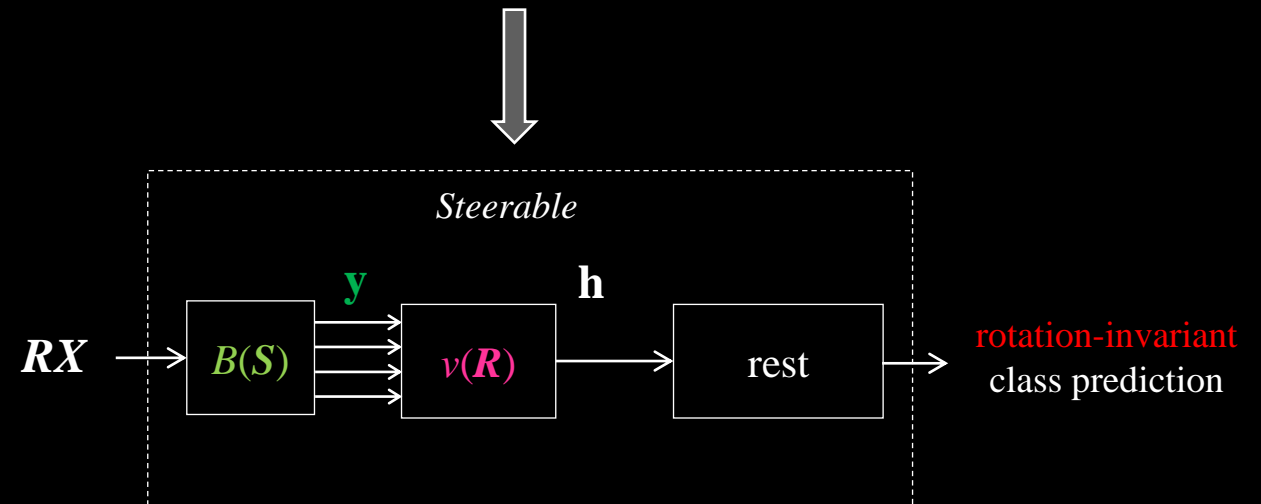 Steerable
y
h
RX
B(S)
v(R)
rest
rotation-invariant
class prediction